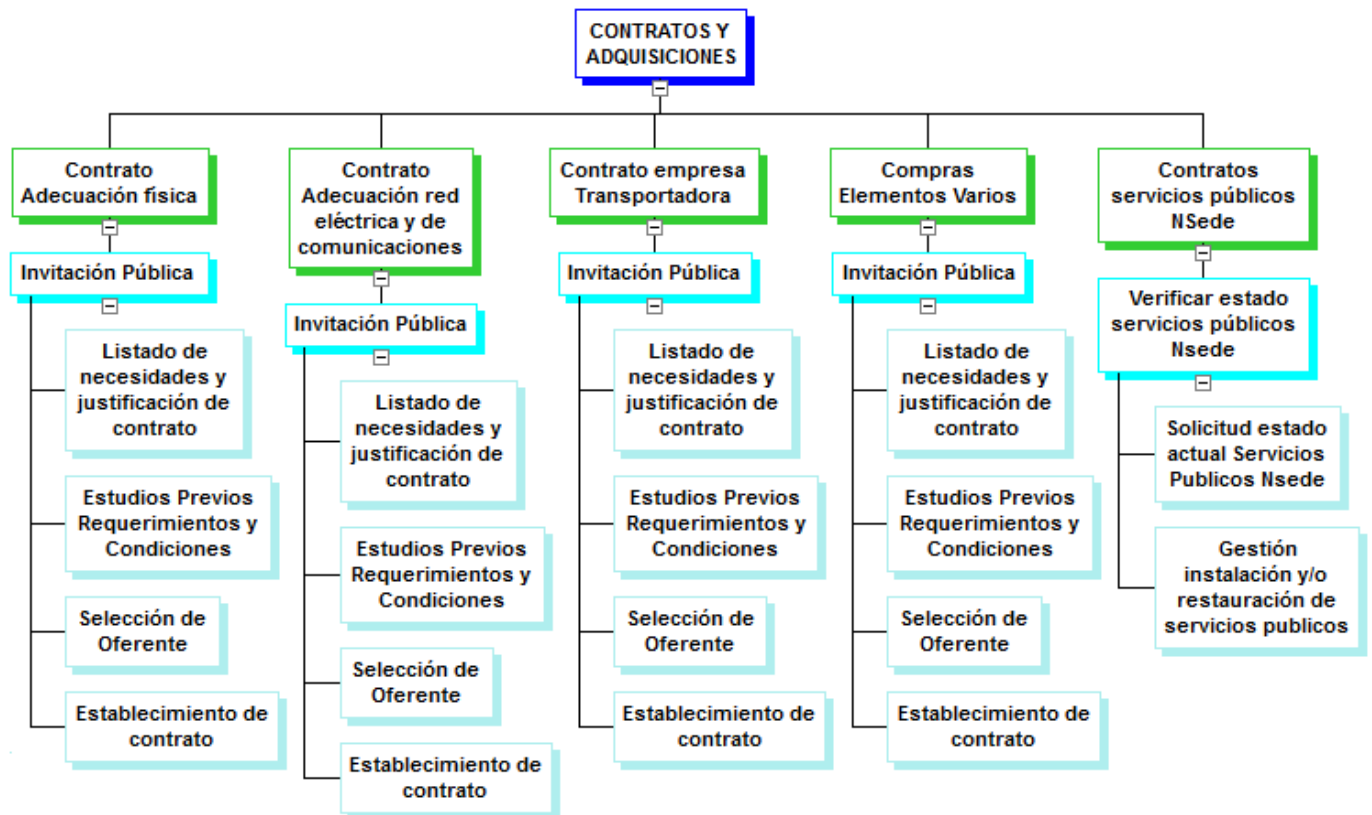 CONTRATOS Y
ADQUISICIONES
Contrato
Adecuación física
Invitación Pública
Listado de
necesidades y
justificación de
contrato
Estudios Previos
Requerimientos y
Condiciones
Selección de
Oferente
Establecimiento de
contrato
Contrato
Adecuación red
eléctrica y de
comunicaciones
Invitación Pública
Listado de
necesidades y
justificación de
contrato
Estudios Previos
Requerimientos y
Condiciones
Selección de
Oferente
Establecimiento de
contrato
Contrato empresa
Transportadora
Invitación Pública
Listado de
necesidades y
justificación de
contrato
Estudios Previos
Requerimientos y
Condiciones
Selección de
Oferente
Establecimiento de
contrato
Compras
Elementos Varios
Invitación Pública
Listado de
necesidades y
justificación de
contrato
Estudios Previos
Requerimientos y
Condiciones
Selección de
Oferente
Establecimiento de
contrato
Contratos
servicios públicos
NSede
Verificar estado
servicios públicos
Nsede
Solicitud estado
actual Servicios
Publicos Nsede
Gestión
instalación y/o
restauración de
servicios publicos